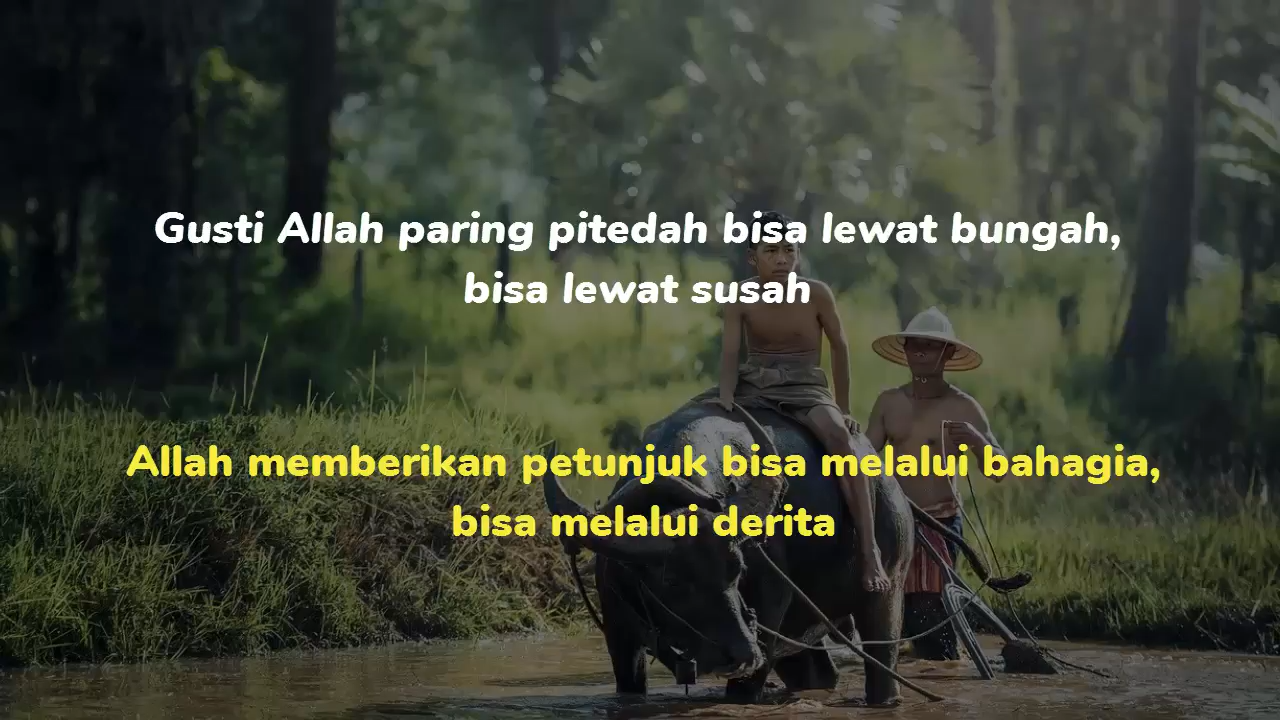 Gusti Allah paring pitedah bisa lewat bungah,
bisa lewat susah
Allah memberikan petunjuk bisa melalui bahagia,
bisa melalui derita